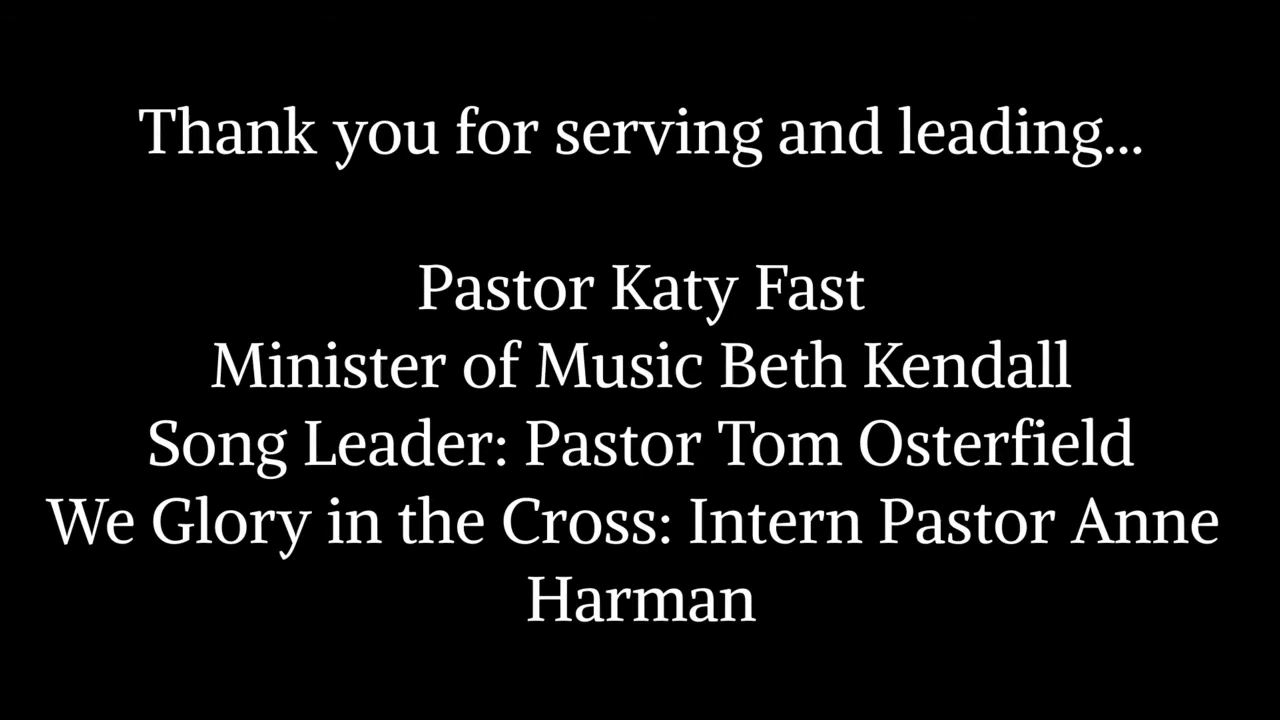 Thank you for serving and leading...
Pastor Katy Fast
Minister of Music Beth Kendall
Song Leader: Pastor Tom Osterfield
We Glory in the Cross: Intern Pastor Anne
Harman